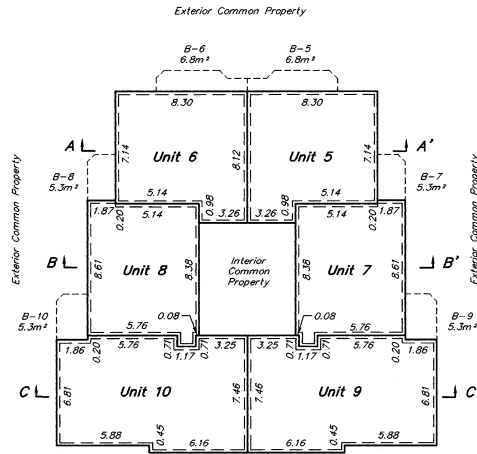 Exterior Common Property
B-6
6.8m²
B-5
6.8m²
8.30
8.30
A
7.14
Unit 6
8.12
Unit 5
7.14
A'
B-8
5.3m²
B-7
5.3m²
5.14
0.98
3.26
3.26
0.98
5.14
1.87
0.20
5.14
5.14
0.20
1.87
Exterior Common Property
Exterior Common Property
B
8.61
Unit 8
8.38
Interior
Common
Property
8.38
Unit 7
8.61
B'
B-10
5.3m²
B-9
5.3m²
5.76
0.08
0.08
5.76
1.86
0.20
5.76
0.71
1.17
0.71
3.25
3.25
0.71
1.17
0.71
5.76
0.20
1.86
C
6.81
Unit 10
7.46
7.46
Unit 9
6.81
C
5.88
0.45
6.16
6.16
0.45
5.88